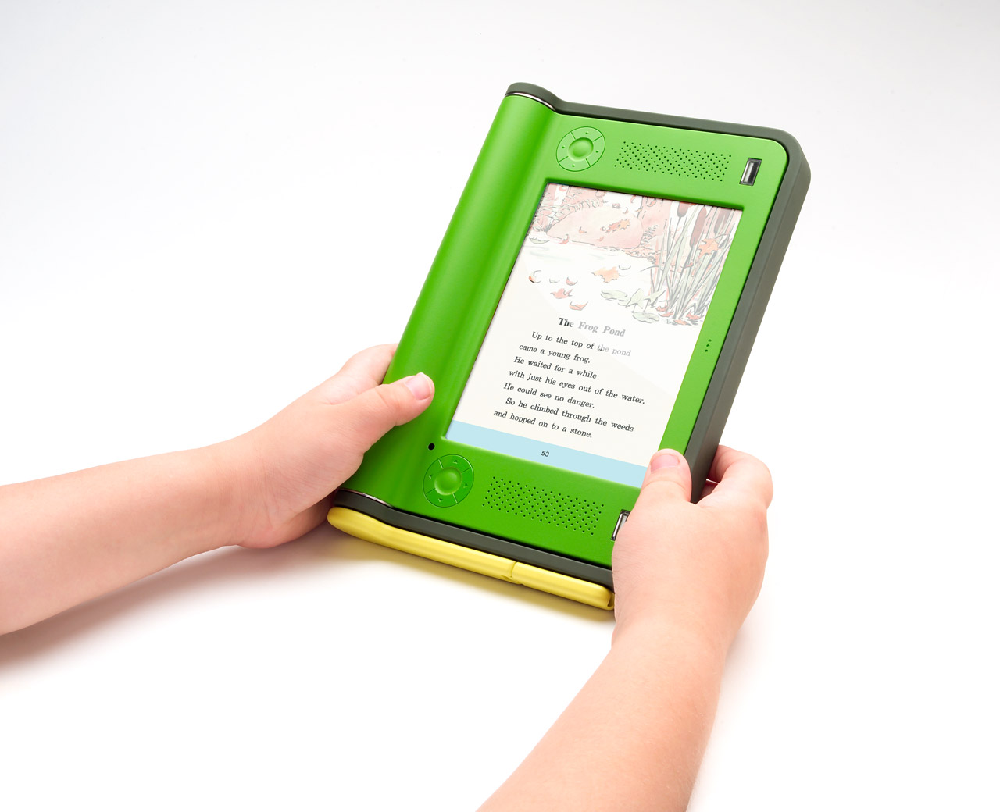 The Frog Pond
Up to the top of the pond
came a young frog.
He waited for a while
with just his eyes out of the water.
He could see no danger.
So he climbed through the weeds
and hopped on to a stone.
53